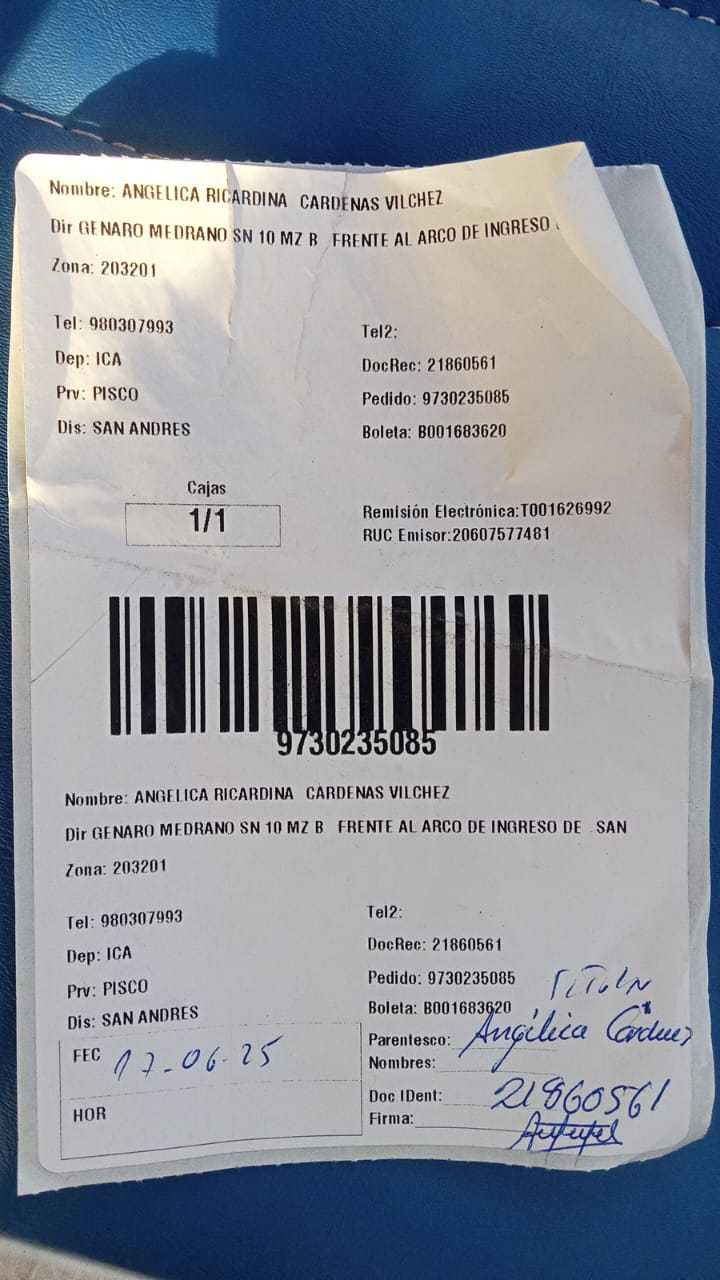 Nombre: ANGELICA RICARDINA CARDENAS VILCHEZ
Dir GENARO MEDRANO SN 10 MZ B FRENTE AL ARCO DE INGRESO
Zona: 203201
Tel: 980307993 Tel2:
Dep: ICA DocRec: 21860561
Prv: PISCO Pedido: 9730235085
Dis: SAN ANDRES Boleta: B001683620
Cajas
1/1
Remisión Electrónica:T001626992
RUC Emisor:20607577481
9730235085
Nombre: ANGELICA RICARDINA CARDENAS VILCHEZ
Dir GENARO MEDRANO SN 10 MZ B FRENTE AL ARCO DE INGRESO DE SAN
Zona: 203201
Tel: 980307993 Tel2:
Dep: ICA DocRec: 21860561
Prv: PISCO Pedido: 9730235085
Dis: SAN ANDRES Boleta: B001683620
FEC 17-06-25 Parentesco: Angélica
Nombres:
HOR Doc IDent: 21860561
Firma: